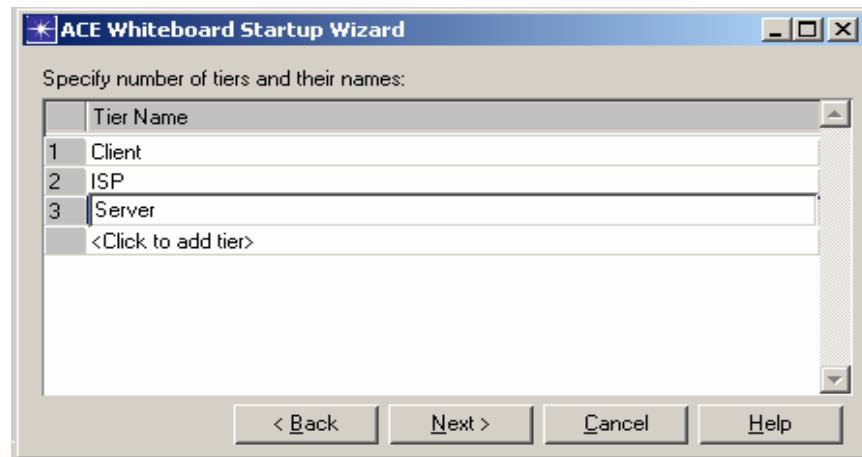 ACE Whiteboard Startup Wizard
Specify number of tiers and their names:
Tier Name
1 Client
2 ISP
3 Server
<Click to add tier>
< Back Next > Cancel Help